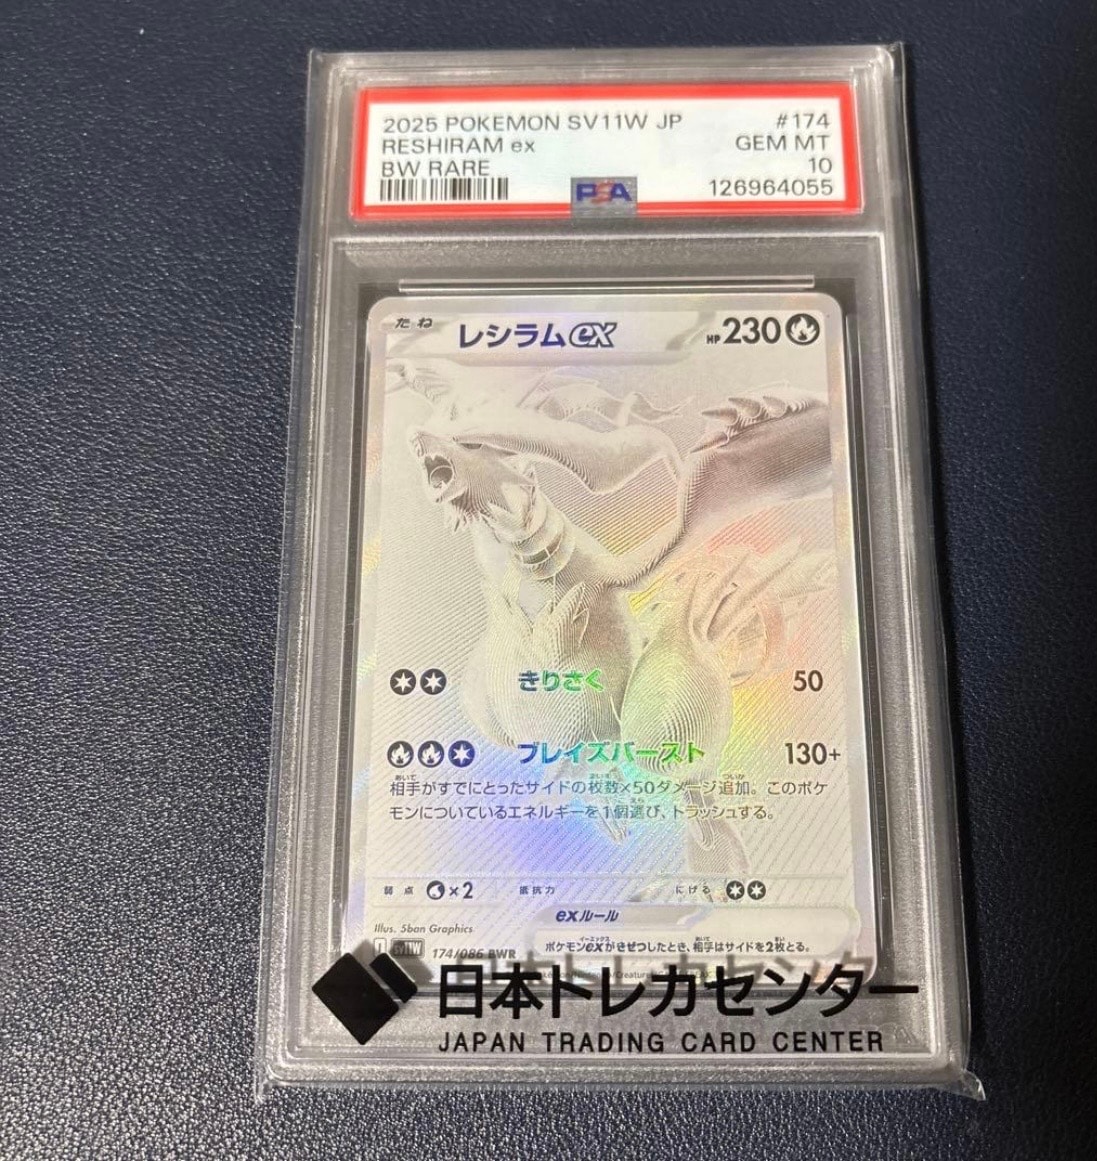 2025 POKEMON SV11W JP #174
RESHIRAM ex GEM MT
BW RARE 10
PSA 126964055
たね レシラムex HP230
きりさく 50
ブレイズバースト 130+
相手がすでにとったサイドの枚数×50ダメージ追加。このポケ
モンについているエネルギーを1個選び、トラッシュする。
弱点 ×2 抵抗力 にげる
exルール
Illus. 5ban Graphics
ポケモンexがきぜつしたとき、相手はサイドを2枚とる。
174/086 BWR
日本トレカセンター
JAPAN TRADING CARD CENTER